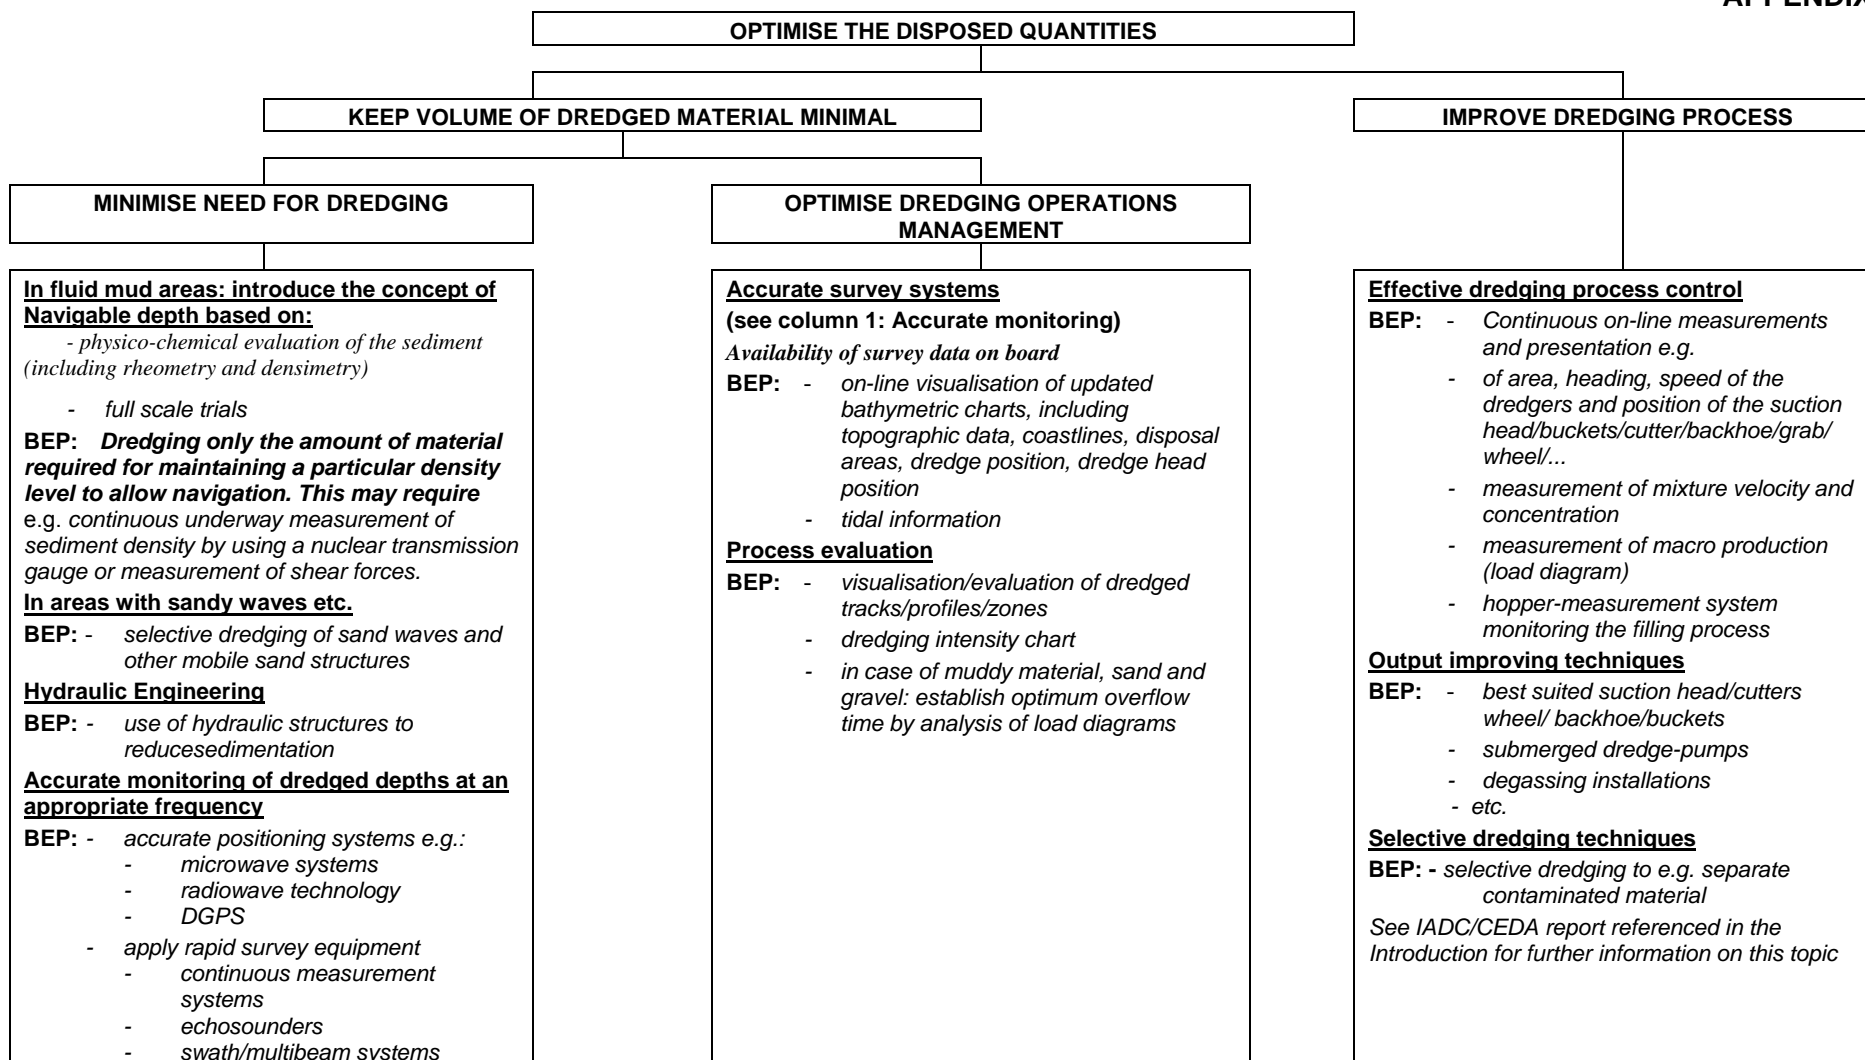 APPENDIX
OPTIMISE THE DISPOSED QUANTITIES
KEEP VOLUME OF DREDGED MATERIAL MINIMAL
IMPROVE DREDGING PROCESS
MINIMISE NEED FOR DREDGING
OPTIMISE DREDGING OPERATIONS
MANAGEMENT
In fluid mud areas: introduce the concept of
Navigable depth based on:
- physico-chemical evaluation of the sediment
(including rheometry and densimetry)
- full scale trials
BEP: Dredging only the amount of material
required for maintaining a particular density
level to allow navigation. This may require
e.g. continuous underway measurement of
sediment density by using a nuclear transmission
gauge or measurement of shear forces.
In areas with sandy waves etc.
BEP: - selective dredging of sand waves and
other mobile sand structures
Hydraulic Engineering
BEP: - use of hydraulic structures to
reducesedimentation
Accurate monitoring of dredged depths at an
appropriate frequency
BEP: - accurate positioning systems e.g.:
- microwave systems
- radiowave technology
- DGPS
- apply rapid survey equipment
- continuous measurement
systems
- echosounders
- swath/multibeam systems
Accurate survey systems
(see column 1: Accurate monitoring)
Availability of survey data on board
BEP: - on-line visualisation of updated
bathymetric charts, including
topographic data, coastlines, disposal
areas, dredge position, dredge head
position
- tidal information
Process evaluation
BEP: - visualisation/evaluation of dredged
tracks/profiles/zones
- dredging intensity chart
- in case of muddy material, sand and
gravel: establish optimum overflow
time by analysis of load diagrams
Effective dredging process control
BEP: - Continuous on-line measurements
and presentation e.g.
- of area, heading, speed of the
dredgers and position of the suction
head/buckets/cutter/backhoe/grab/
wheel/...
- measurement of mixture velocity and
concentration
- measurement of macro production
(load diagram)
- hopper-measurement system
monitoring the filling process
Output improving techniques
BEP: - best suited suction head/cutters
wheel/ backhoe/buckets
- submerged dredge-pumps
- degassing installations
- etc.
Selective dredging techniques
BEP: - selective dredging to e.g. separate
contaminated material
See IADC/CEDA report referenced in the
Introduction for further information on this topic